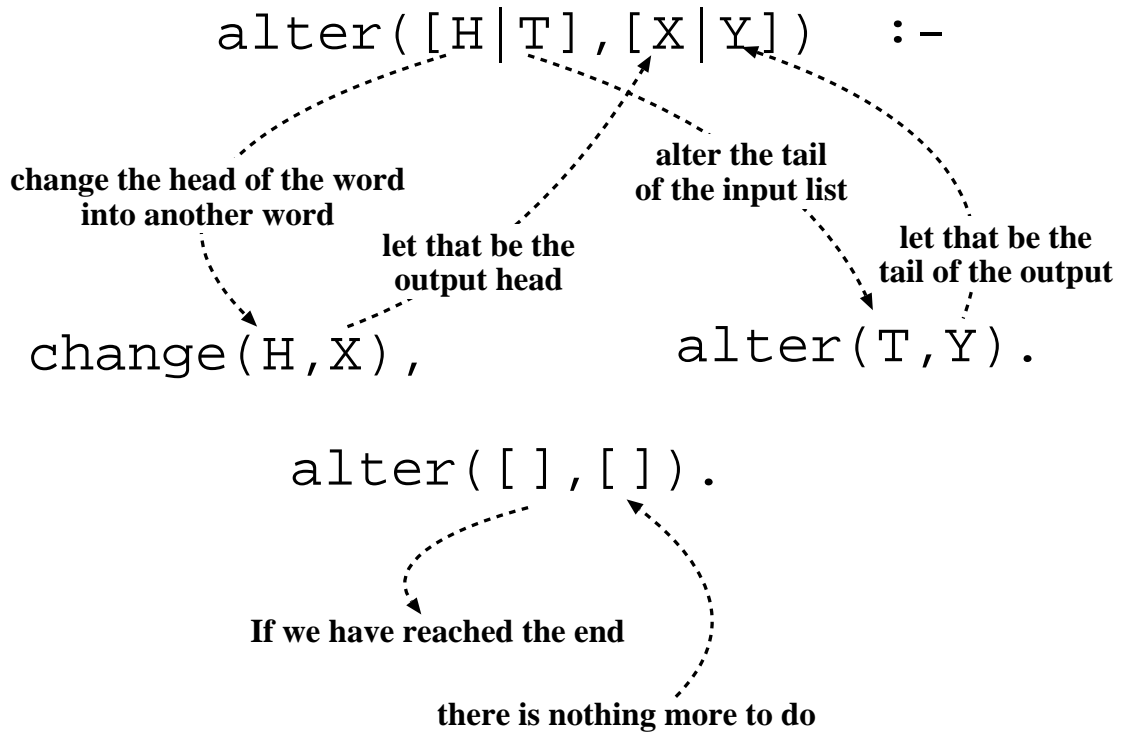 alter([H|T],[X|Y]) :-
change the head of the word
into another word
let that be the
output head
alter the tail
of the input list
let that be the
tail of the output
change(H,X),
alter(T,Y).
alter([],[]).
If we have reached the end
there is nothing more to do